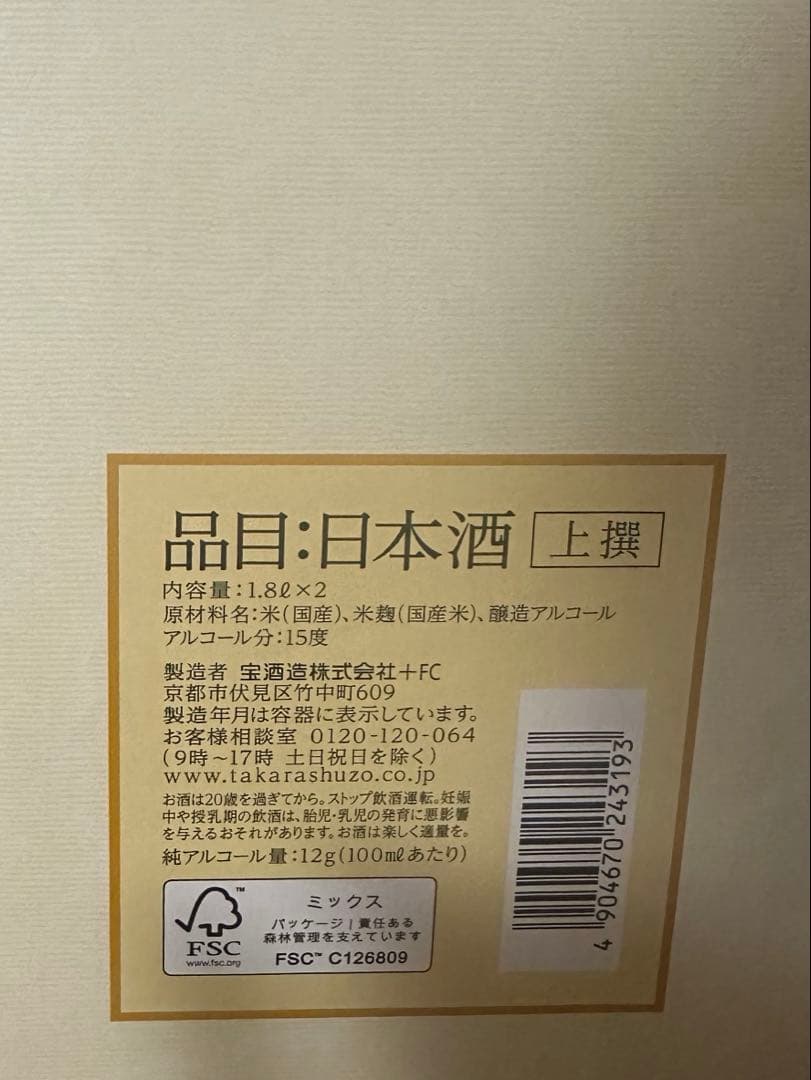 品目：日本酒 上撰
内容量：1.8ℓ×2
原材料名：米（国産）、米麹（国産米）、醸造アルコール
アルコール分：15度
製造者 宝酒造株式会社＋FC
京都市伏見区竹中町609
製造年月は容器に表示しています。
お客様相談室 0120-120-064
（9時～17時 土日祝日を除く）
www.takarashuzo.co.jp
お酒は20歳を過ぎてから。ストップ飲酒運転。妊娠
中や授乳期の飲酒は、胎児・乳児の発育に悪影響
を与えるおそれがあります。お酒は楽しく適量を。
純アルコール量：12g（100mℓあたり）
FSC™
www.fsc.org
ミックス
パッケージ｜責任ある
森林管理を支えています
FSC™ C126809
4 904670 243193